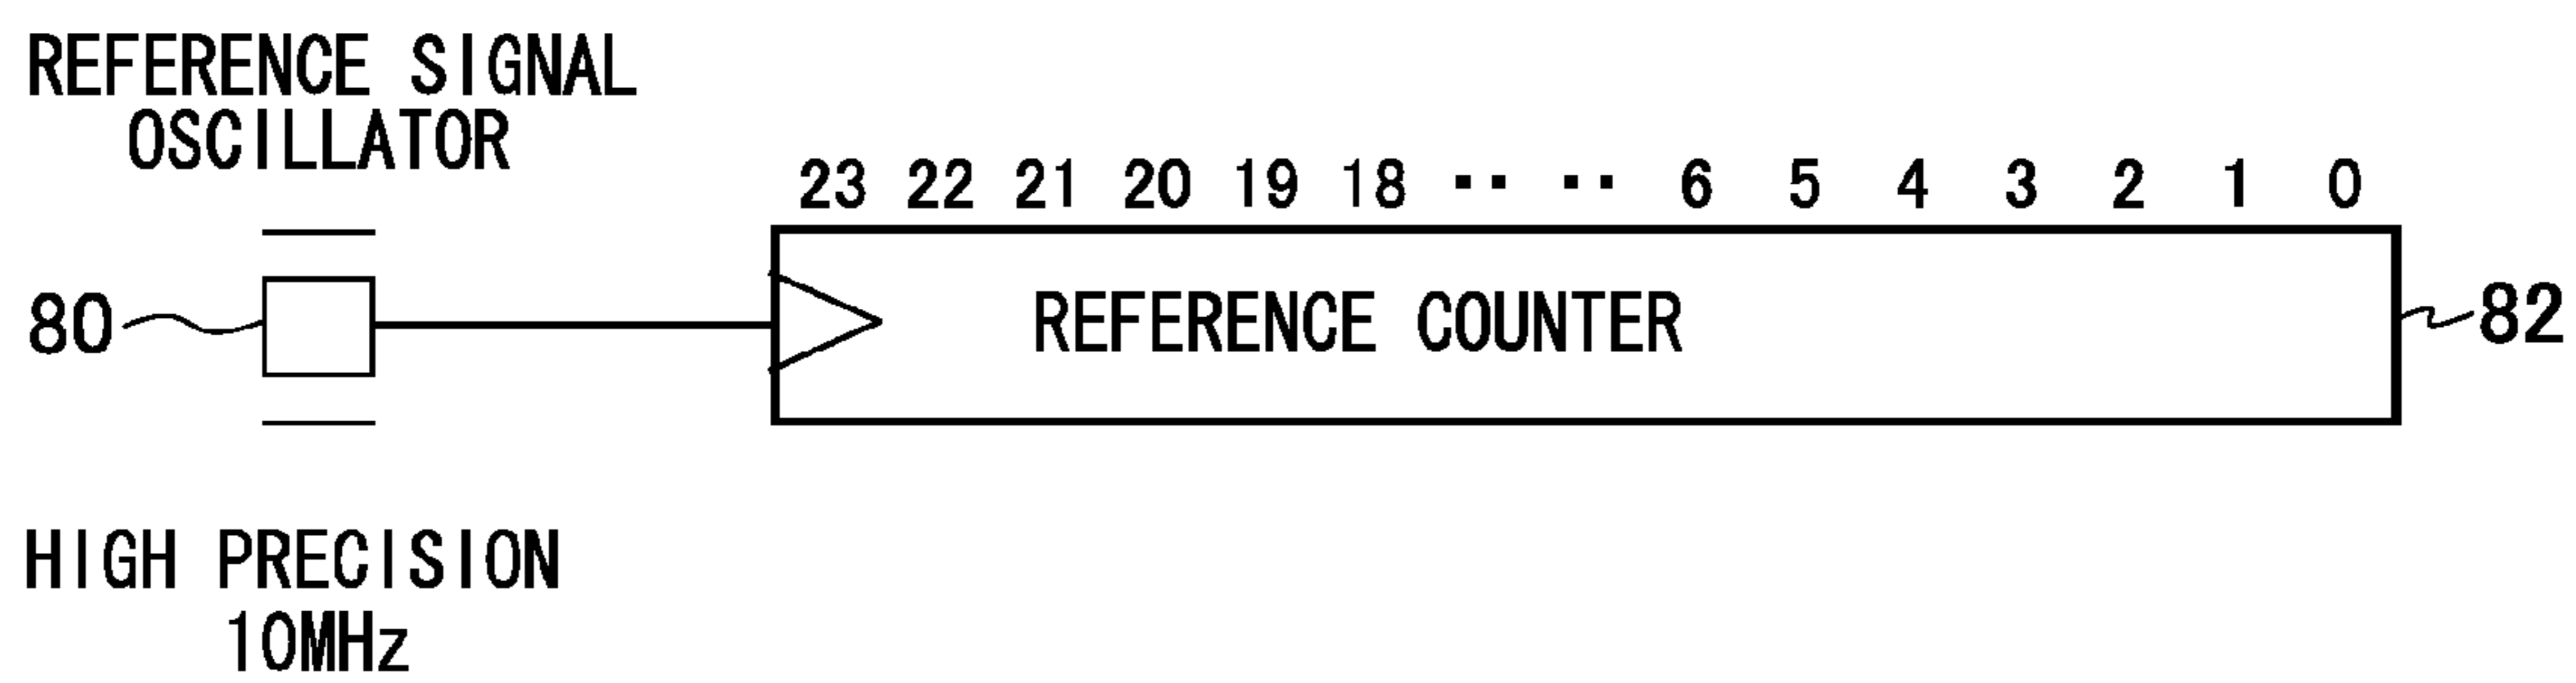 REFERENCE SIGNAL
OSCILLATOR
23 22 21 20 19 18 ‥ ‥ 6 5 4 3 2 1 0
80
REFERENCE COUNTER
82
HIGH PRECISION
10MHz